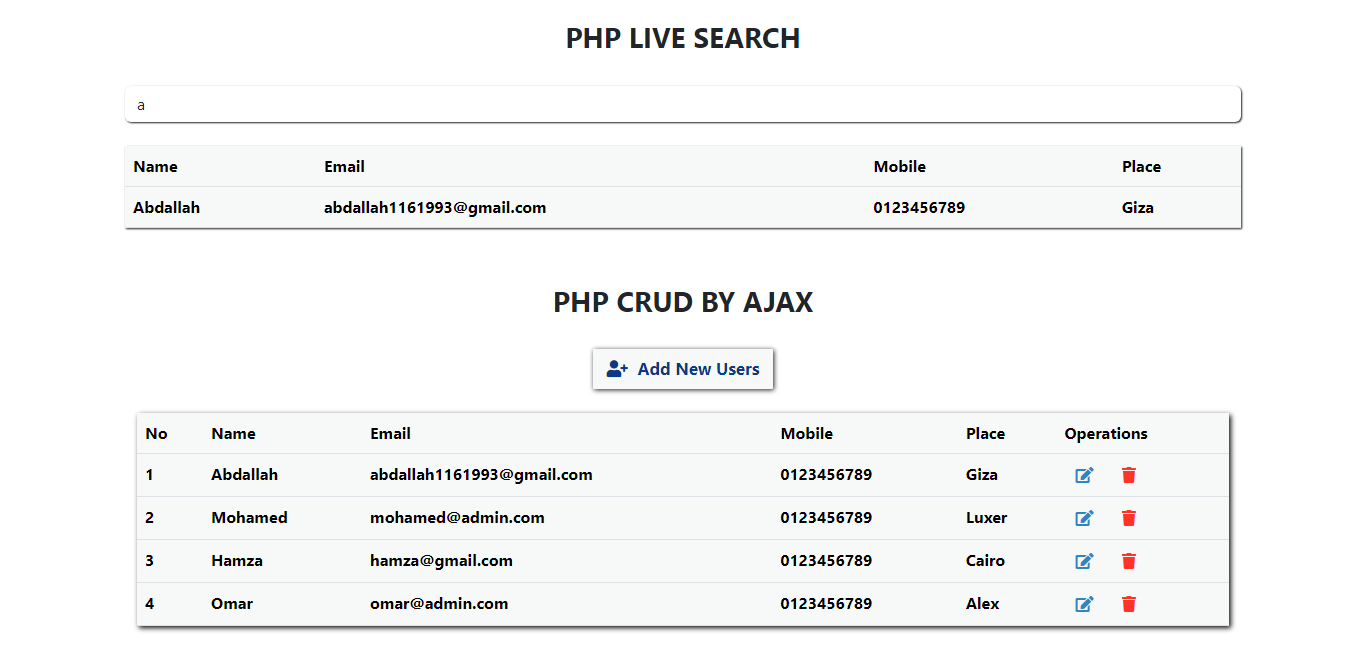 PHP LIVE SEARCH
a
Name Email Mobile Place
Abdallah abdallah1161993@gmail.com 0123456789 Giza
PHP CRUD BY AJAX
Add New Users
No Name Email Mobile Place Operations
1 Abdallah abdallah1161993@gmail.com 0123456789 Giza
2 Mohamed mohamed@admin.com 0123456789 Luxer
3 Hamza hamza@gmail.com 0123456789 Cairo
4 Omar omar@admin.com 0123456789 Alex